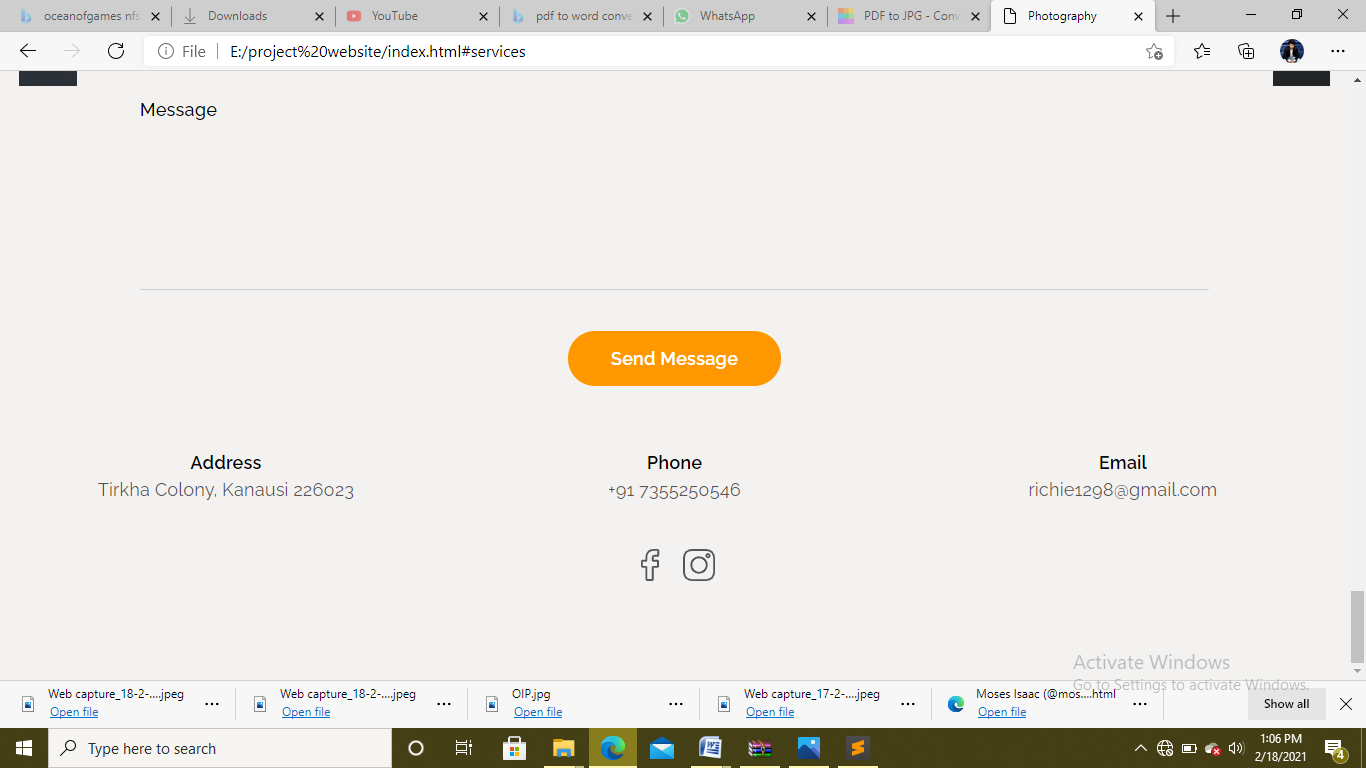 oceanofgames nfs
Downloads
YouTube
pdf to word conve
WhatsApp
PDF to JPG - Conv
Photography
File
E:/project%20website/index.html#services
Message
Send Message
Address
Phone
Email
Tirkha Colony, Kanausi 226023
+91 7355250546
richie1298@gmail.com
Activate Windows
Go to Settings to activate Windows.
Web capture_18-2-....jpeg
Open file
Web capture_18-2-....jpeg
Open file
OIP.jpg
Open file
Web capture_17-2-....jpeg
Open file
Moses Isaac (@mos....html
Open file
Show all
Type here to search
1:06 PM
2/18/2021
4